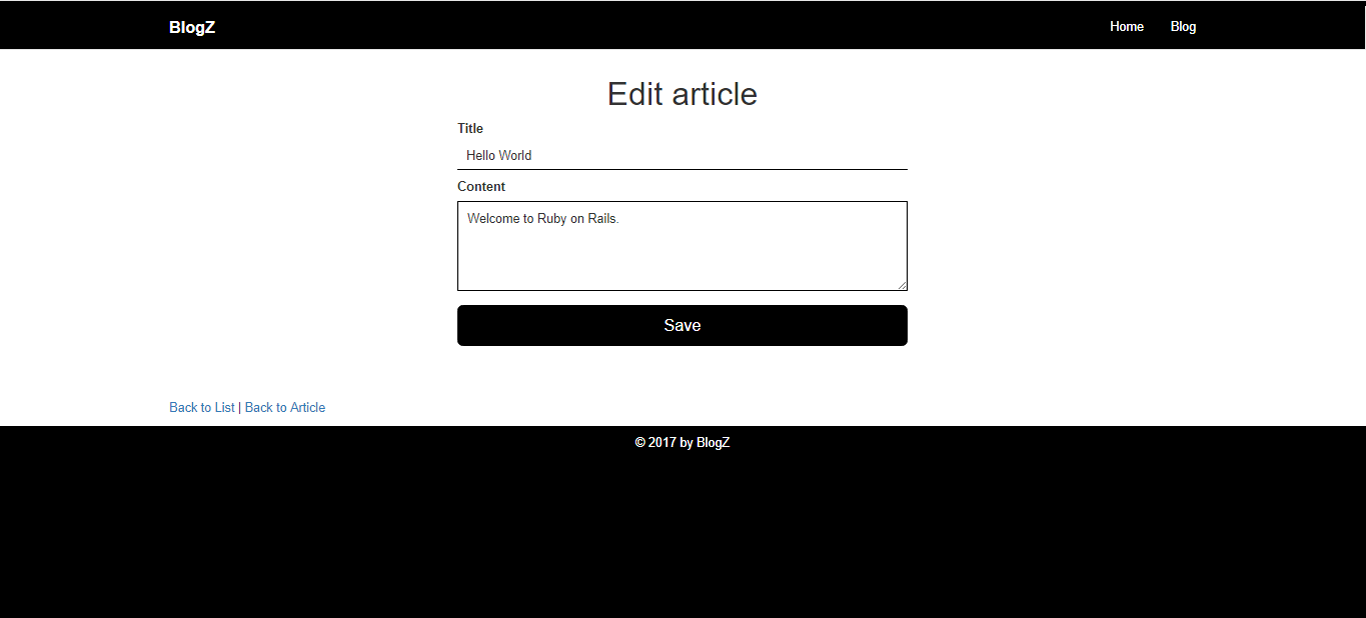 BlogZ Home Blog
Edit article
Title
Hello World
Content
Welcome to Ruby on Rails.
Save
Back to List | Back to Article
© 2017 by BlogZ